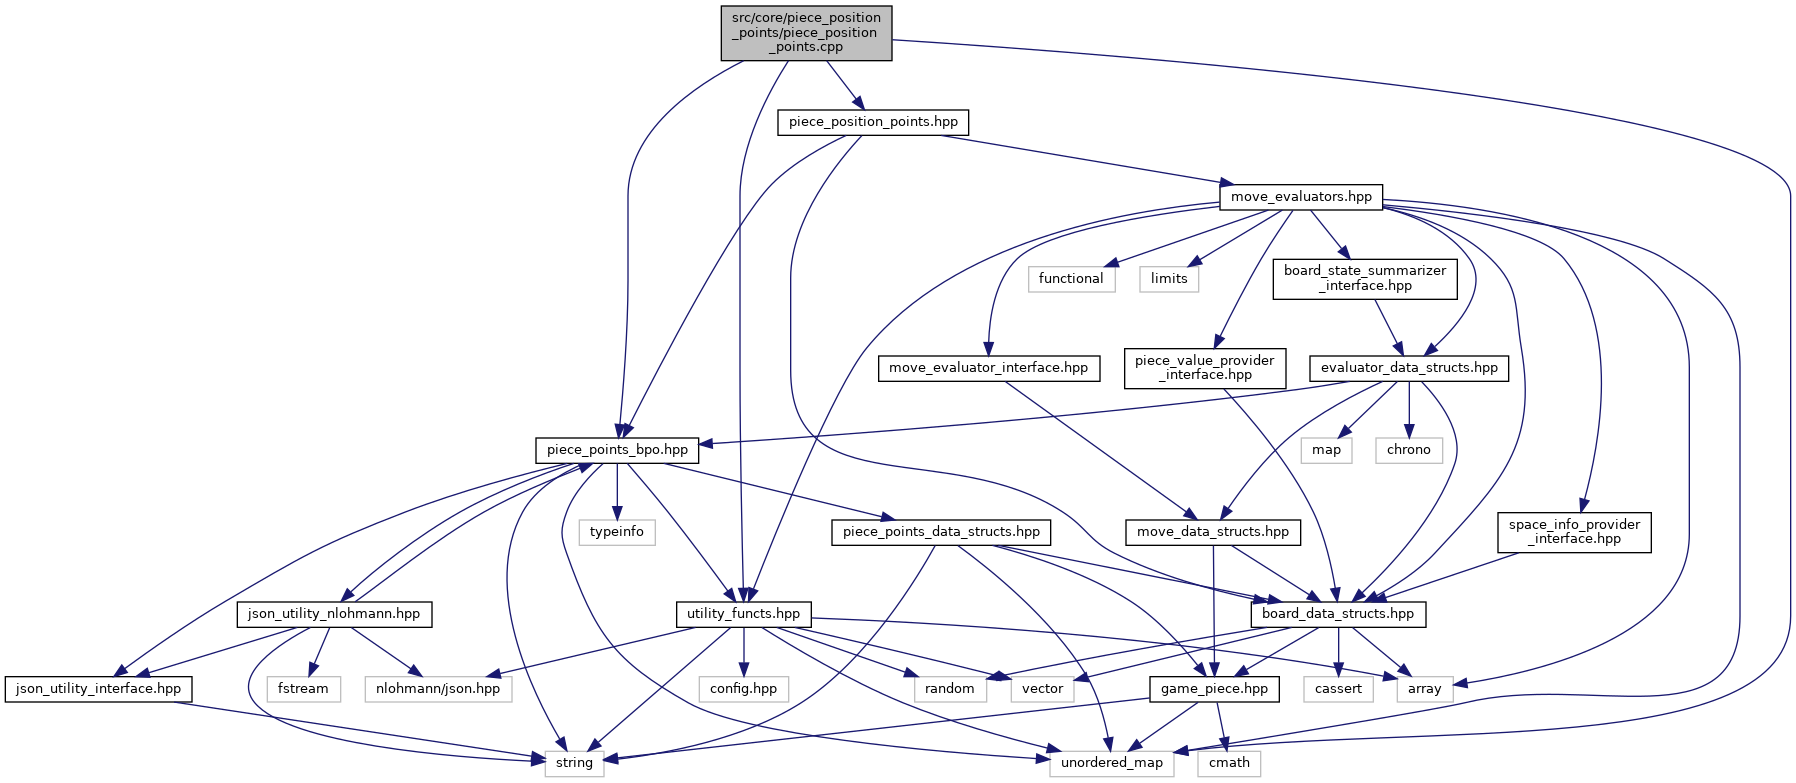 src/core/piece_position
_points/piece_position
_points.cpp
piece_position_points.hpp
move_evaluators.hpp
functional
limits
board_state_summarizer
_interface.hpp
move_evaluator_interface.hpp
piece_value_provider
_interface.hpp
evaluator_data_structs.hpp
piece_points_bpo.hpp
map
chrono
typeinfo
piece_points_data_structs.hpp
move_data_structs.hpp
space_info_provider
_interface.hpp
json_utility_nlohmann.hpp
utility_functs.hpp
board_data_structs.hpp
json_utility_interface.hpp
fstream
nlohmann/json.hpp
config.hpp
random
vector
game_piece.hpp
cassert
array
string
unordered_map
cmath